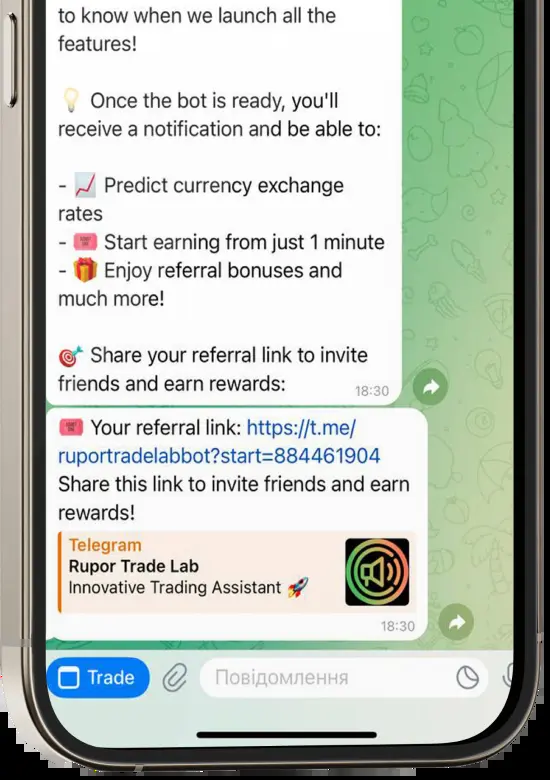 to know when we launch all the
features!
💡 Once the bot is ready, you'll
receive a notification and be able to:
- 📈 Predict currency exchange
rates
- 🎟 Start earning from just 1 minute
- 🎁 Enjoy referral bonuses and
much more!
🎯 Share your referral link to invite
friends and earn rewards:
18:30
🎟 Your referral link: https://t.me/
ruportradelabbot?start=884461904
Share this link to invite friends and earn
rewards!
Telegram
Rupor Trade Lab
Innovative Trading Assistant 🚀
18:30
Trade
Повідомлення